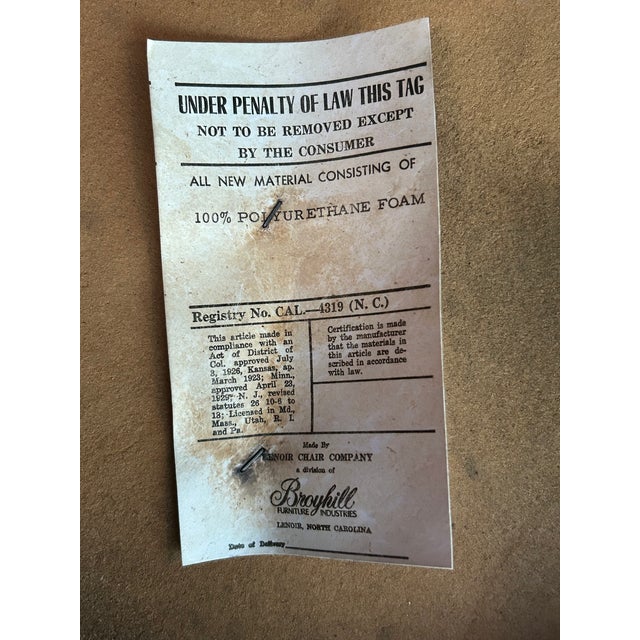 UNDER PENALTY OF LAW THIS TAG
NOT TO BE REMOVED EXCEPT
BY THE CONSUMER
ALL NEW MATERIAL CONSISTING OF
100% POLYURETHANE FOAM
Registry No. CAL.—4319 (N. C.)
This article made in
compliance with an
Act of District of
Col. approved July
3, 1926, Kansas, ap.
March 1923; Minn.,
approved April 23,
1929; N. J., revised
statutes 26 10-6 to
18; Licensed in Md.,
Mass., Utah, R. I.
and Pa.
Certification is made
by the manufacturer
that the materials in
this article are de-
scribed in accordance
with law.
Made By
LENOIR CHAIR COMPANY
a division of
Broyhill
FURNITURE INDUSTRIES
LENOIR, NORTH CAROLINA
Date of Delivery